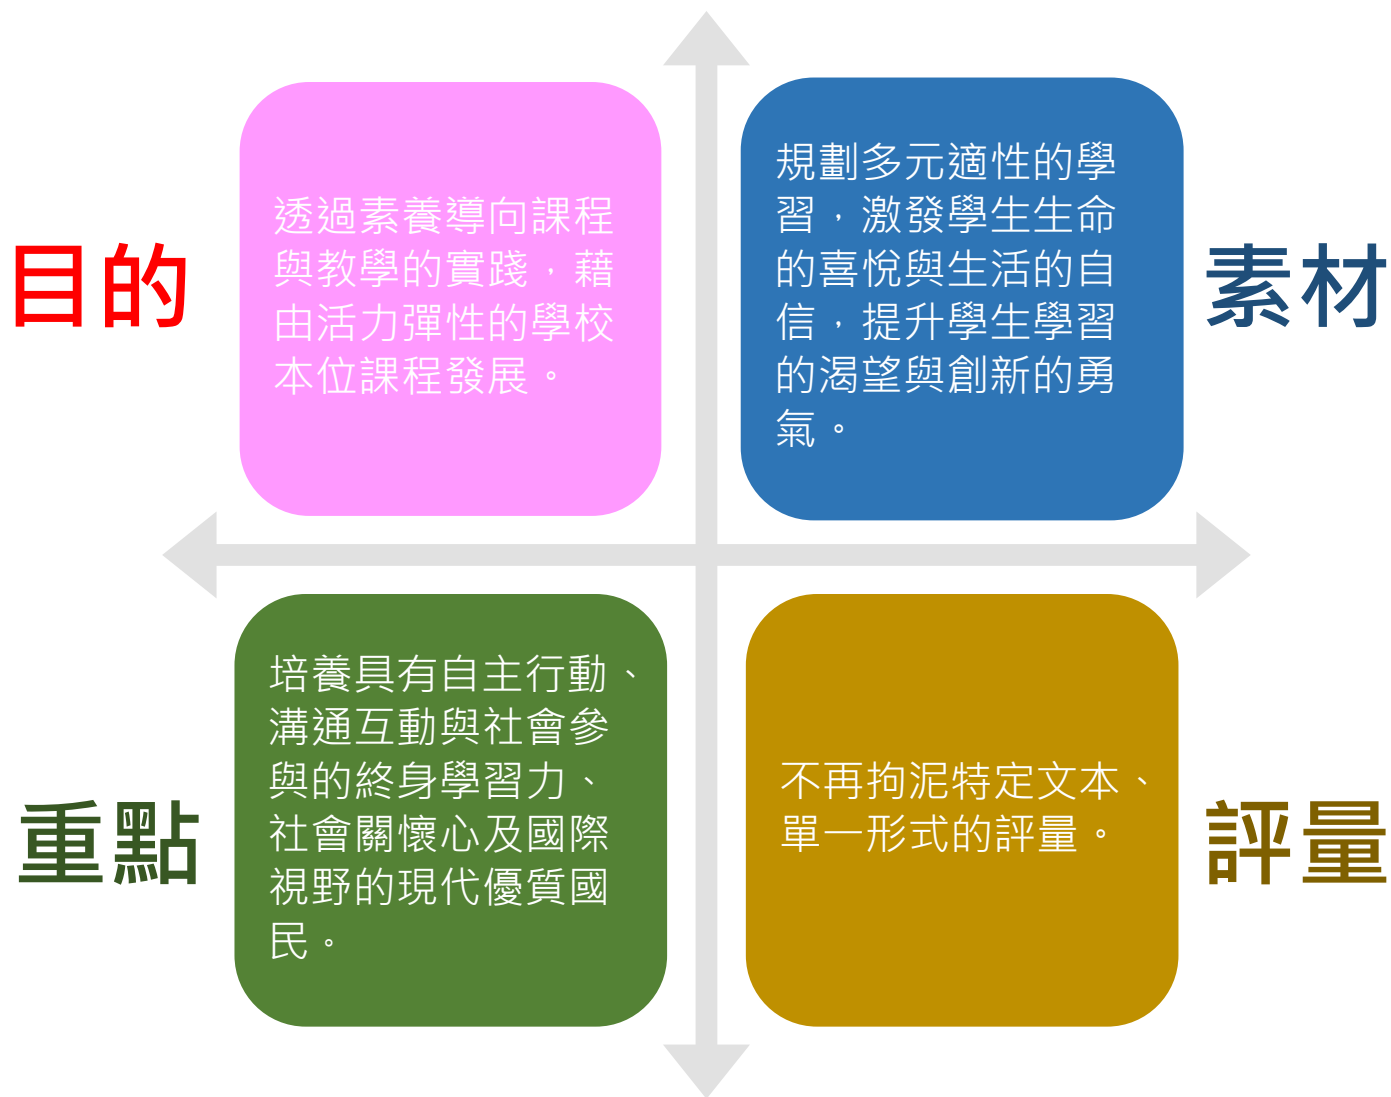 目的
透過素養導向課程
與教學的實踐，藉
由活力彈性的學校
本位課程發展。
規劃多元適性的學
習，激發學生生命
的喜悅與生活的自
信，提升學生學習
的渴望與創新的勇
氣。
素材
重點
培養具有自主行動、
溝通互動與社會參
與的終身學習力、
社會關懷心及國際
視野的現代優質國
民。
不再拘泥特定文本、
單一形式的評量。
評量